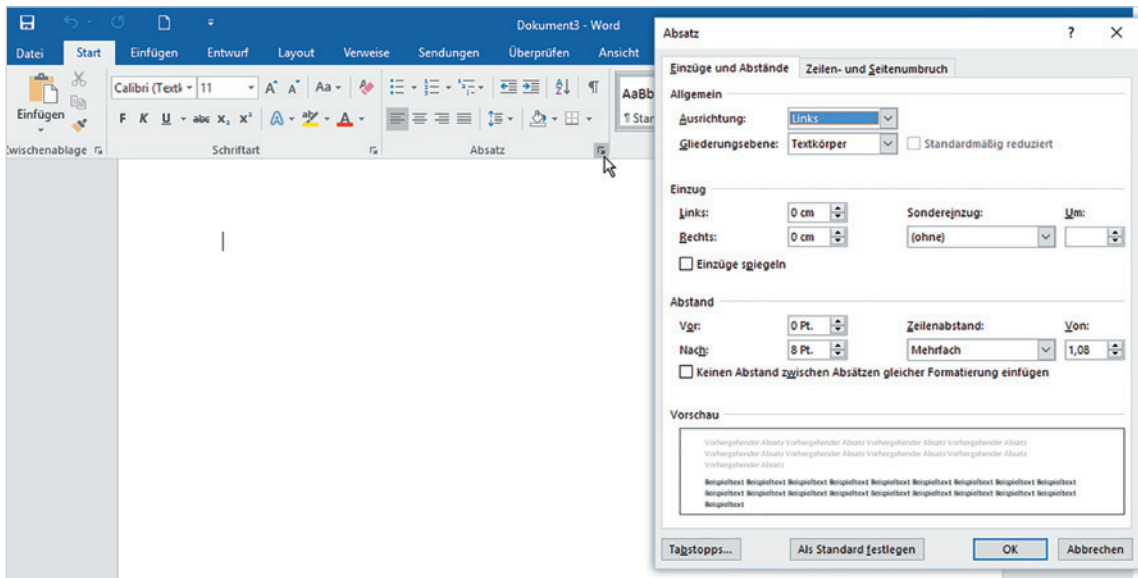 Dokument3 - Word
Datei Start Einfügen Entwurf Layout Verweise Sendungen Überprüfen Ansicht
Einfügen
Calibri (Textk 11 A A Aa
F K U abc x₂ x² A aby A
AaBb
¶ Star
Zwischenablage Schriftart Absatz
Absatz ? ×
Einzüge und Abstände Zeilen- und Seitenumbruch
Allgemein
Ausrichtung: Links
Gliederungsebene: Textkörper Standardmäßig reduziert
Einzug
Links: 0 cm Sondereinzug: Um:
Rechts: 0 cm (ohne)
Einzüge spiegeln
Abstand
Vor: 0 Pt. Zeilenabstand: Von:
Nach: 8 Pt. Mehrfach 1,08
Keinen Abstand zwischen Absätzen gleicher Formatierung einfügen
Vorschau
Vorhergehender Absatz Vorhergehender Absatz Vorhergehender Absatz Vorhergehender Absatz
Vorhergehender Absatz Vorhergehender Absatz Vorhergehender Absatz Vorhergehender Absatz
Vorhergehender Absatz
Beispieltext Beispieltext Beispieltext Beispieltext Beispieltext Beispieltext Beispieltext Beispieltext Beispieltext
Beispieltext Beispieltext Beispieltext Beispieltext Beispieltext Beispieltext Beispieltext Beispieltext Beispieltext
Beispieltext
Tabstopps... Als Standard festlegen OK Abbrechen